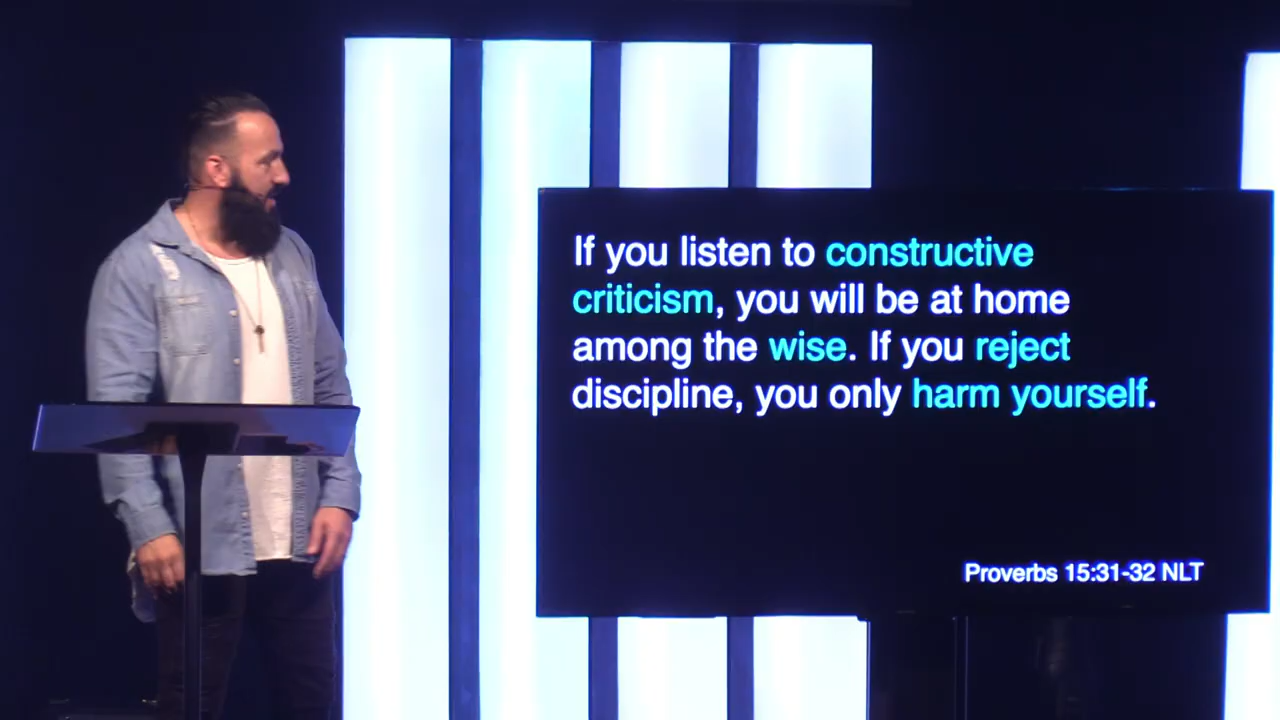 If you listen to constructive
criticism, you will be at home
among the wise. If you reject
discipline, you only harm yourself.
Proverbs 15:31-32 NLT